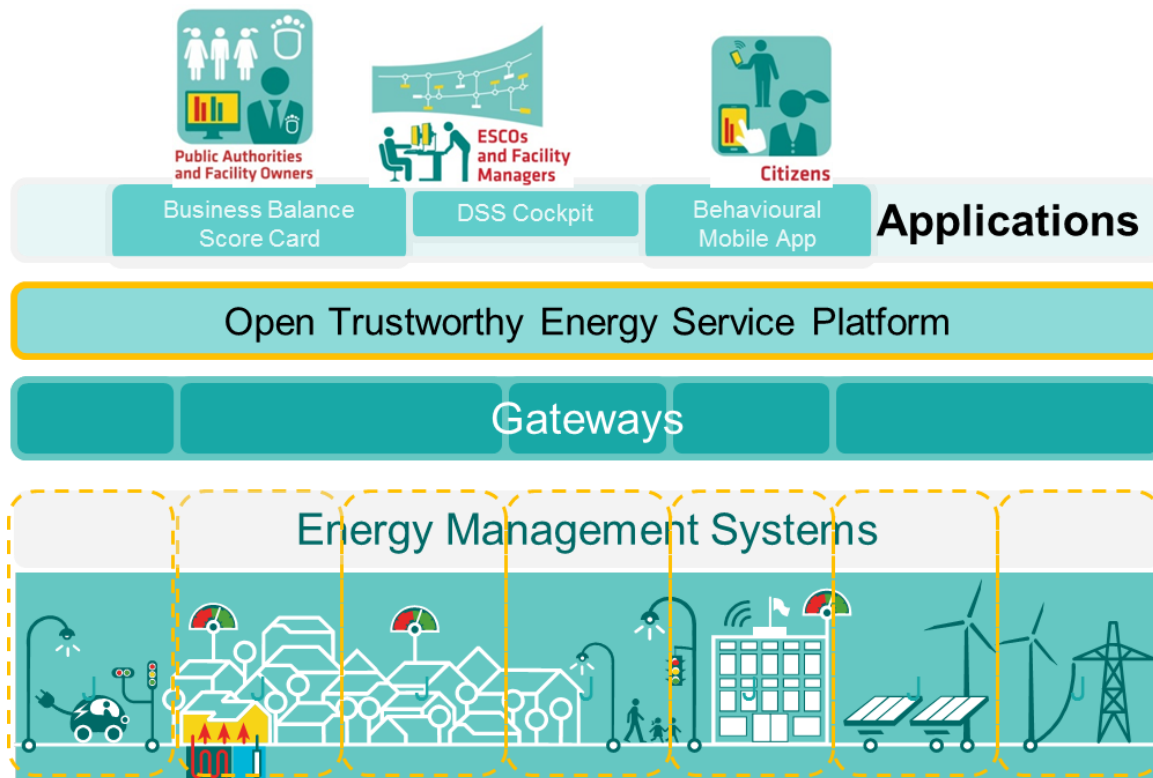 Public Authorities
and Facility Owners
ESCOs
and Facility
Managers
Citizens
Business Balance
Score Card
DSS Cockpit
Behavioural
Mobile App
Applications
Open Trustworthy Energy Service Platform
Gateways
Energy Management Systems